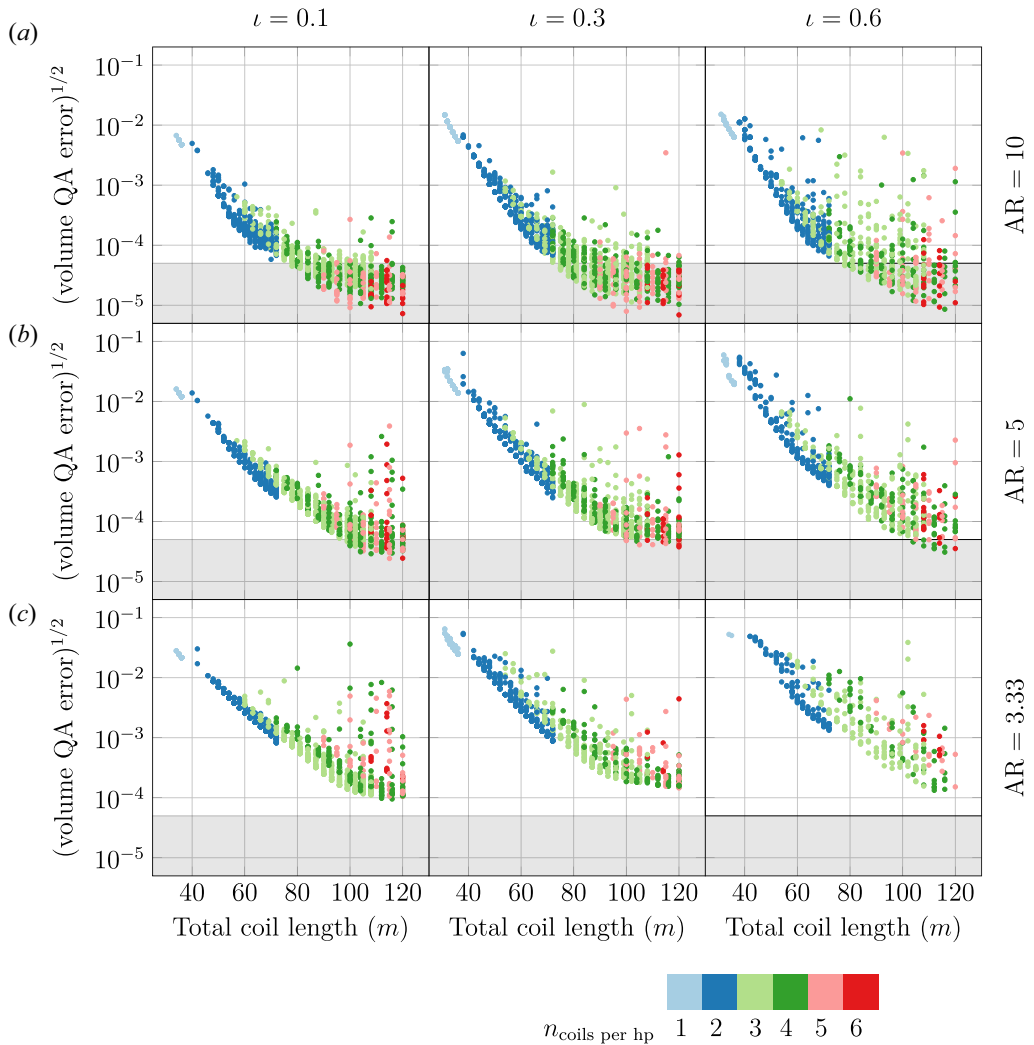 ι = 0.1 ι = 0.3 ι = 0.6
(a)
10⁻¹
10⁻²
10⁻³
10⁻⁴
10⁻⁵
(volume QA error)^{1/2}
AR = 10
(b)
10⁻¹
10⁻²
10⁻³
10⁻⁴
10⁻⁵
(volume QA error)^{1/2}
AR = 5
(c)
10⁻¹
10⁻²
10⁻³
10⁻⁴
10⁻⁵
(volume QA error)^{1/2}
AR = 3.33
40 60 80 100 120 40 60 80 100 120 40 60 80 100 120
Total coil length (m) Total coil length (m) Total coil length (m)
n_{coils per hp} 1 2 3 4 5 6